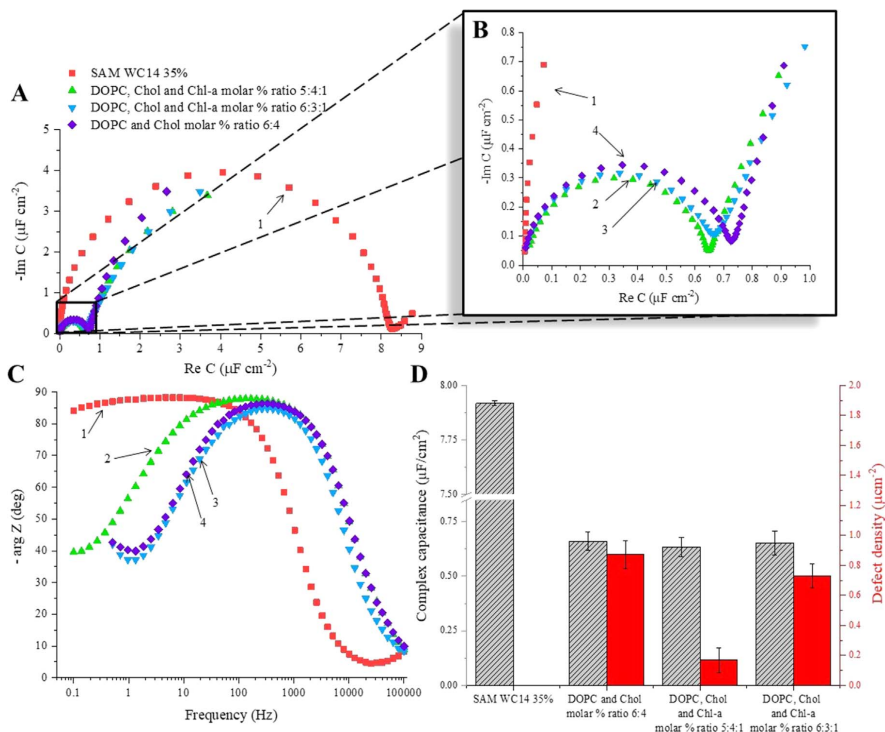 A
SAM WC14 35%
DOPC, Chol and Chl-a molar % ratio 5:4:1
DOPC, Chol and Chl-a molar % ratio 6:3:1
DOPC and Chol molar % ratio 6:4
-Im C (µF cm-2)
5
4
3
2
1
0
1
0 1 2 3 4 5 6 7 8 9
Re C (µF cm-2)
B
-Im C (µF cm-2)
0.8
0.7
0.6
0.5
0.4
0.3
0.2
0.1
0.0
1
4
2
3
0.0 0.1 0.2 0.3 0.4 0.5 0.6 0.7 0.8 0.9 1.0
Re C (µF cm-2)
C
- arg Z (deg)
90
80
70
60
50
40
30
20
10
0
1
2
3
4
0.1 1 10 100 1000 10000 100000
Frequency (Hz)
D
Complex capacitance (µF/cm2)
8.00
7.75
7.50
0.75
0.50
0.25
0.00
2.0
1.8
1.6
1.4
1.2
1.0
0.8
0.6
0.4
0.2
0.0
Defect density (µcm-2)
SAM WC14 35%
DOPC and Chol
molar % ratio 6:4
DOPC, Chol
and Chl-a
molar % ratio 5:4:1
DOPC, Chol
and Chl-a
molar % ratio 6:3:1